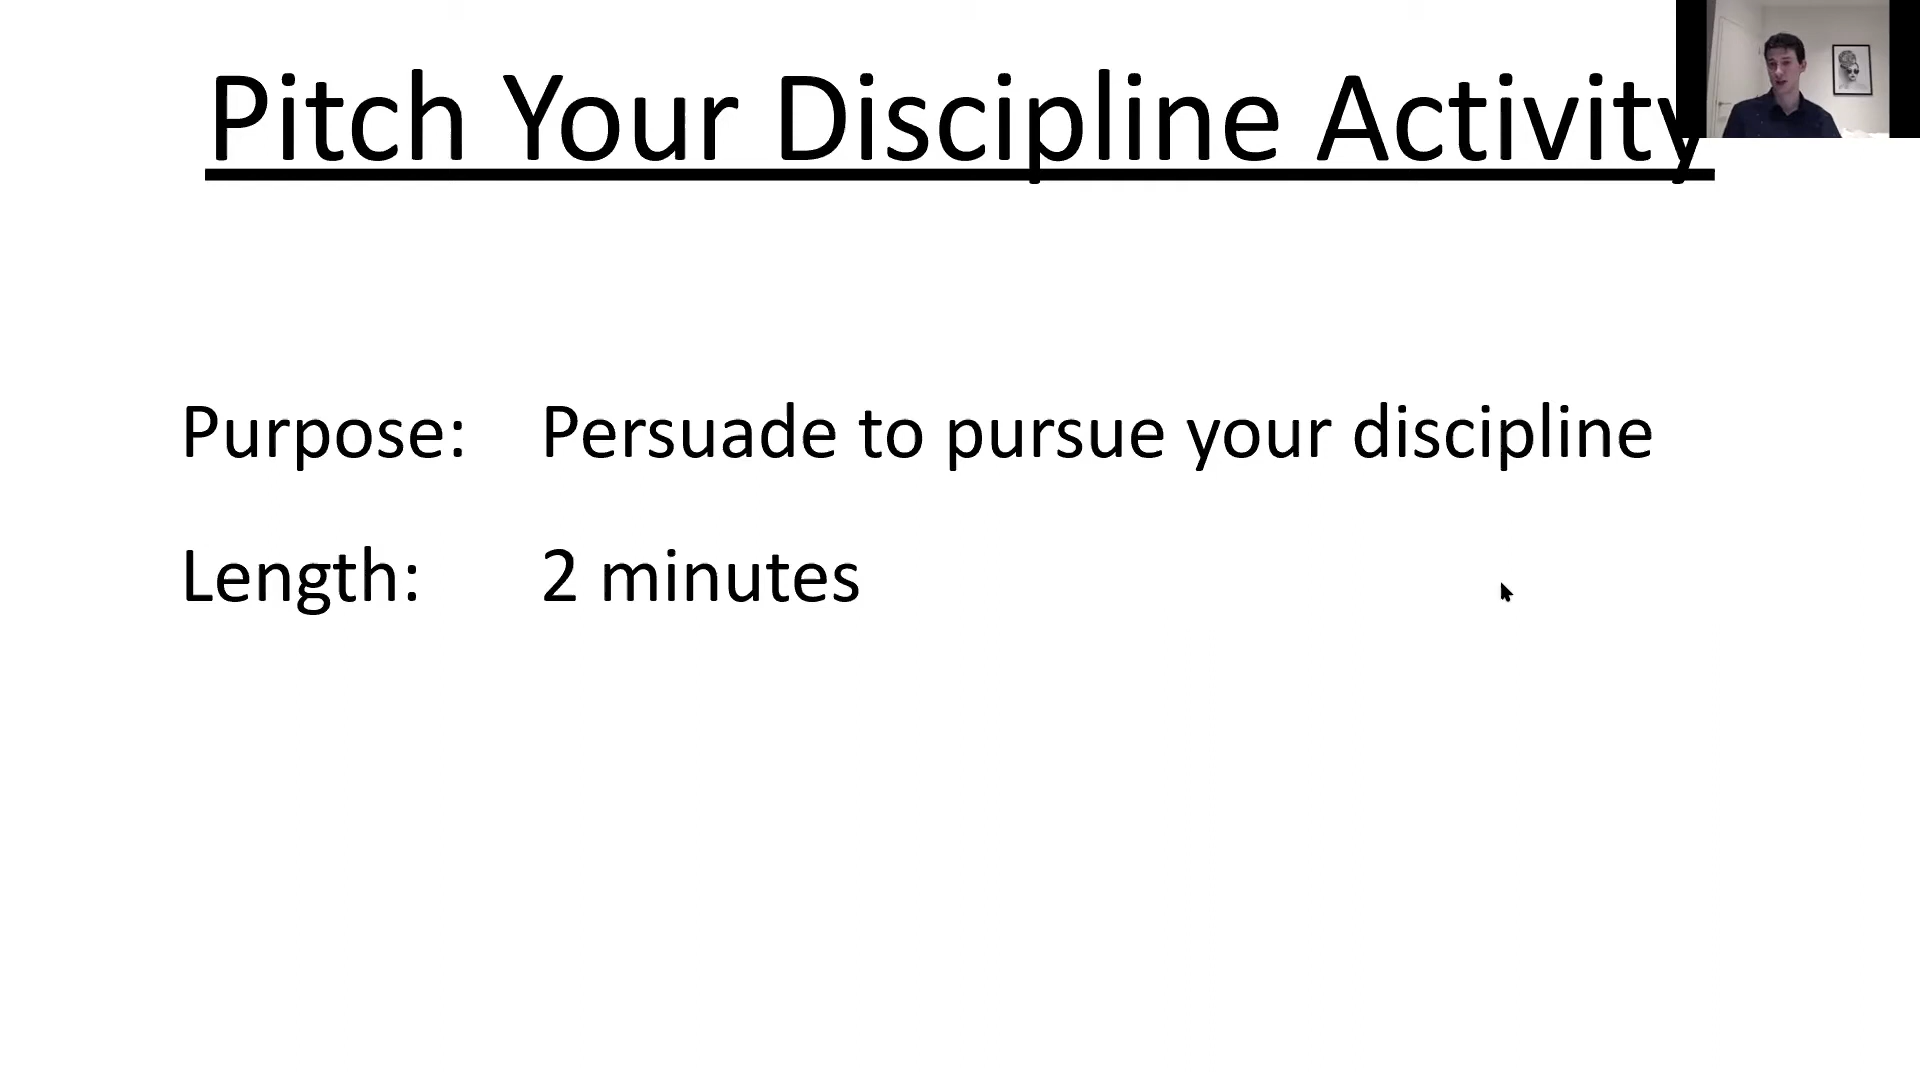 Pitch Your Discipline Activity
Purpose: Persuade to pursue your discipline
Length: 2 minutes